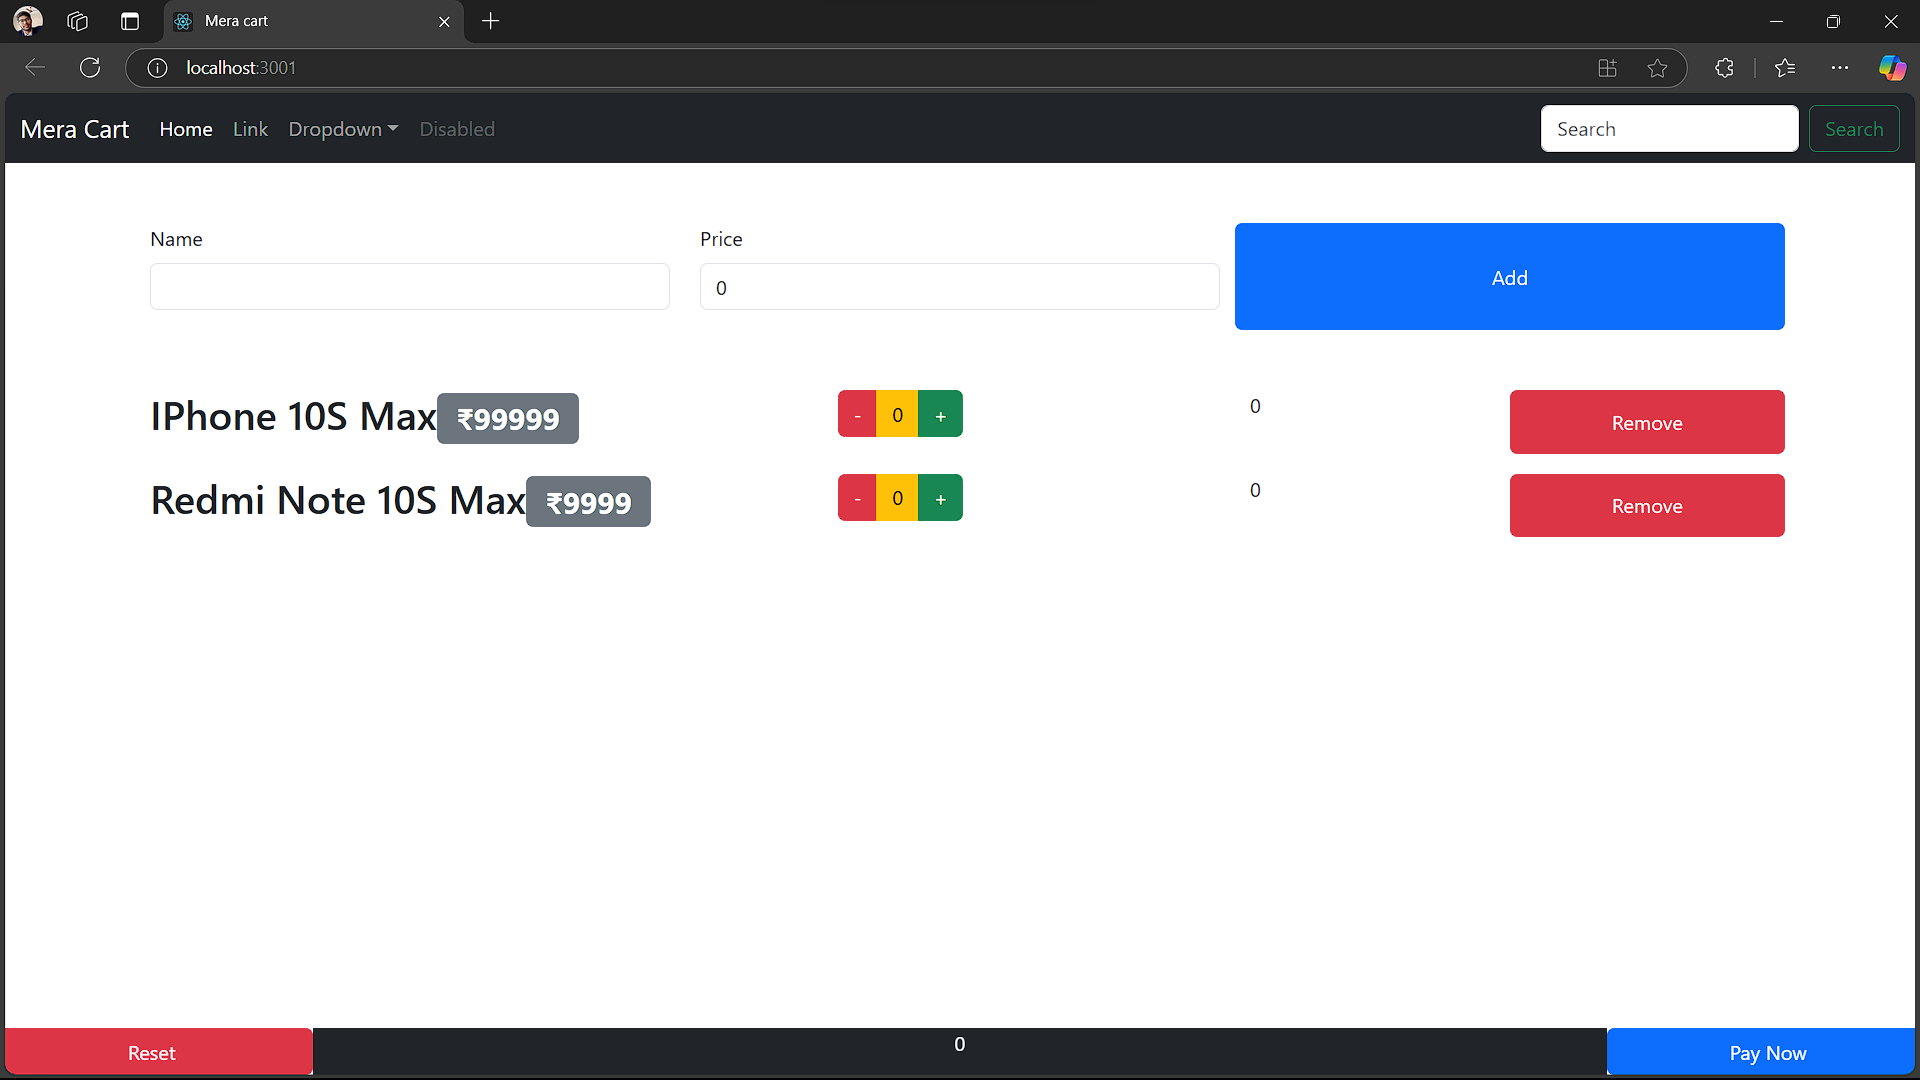 Mera cart
localhost:3001
Mera Cart Home Link Dropdown Disabled Search Search
Name Price
0 Add
IPhone 10S Max ₹99999 - 0 + 0 Remove
Redmi Note 10S Max ₹9999 - 0 + 0 Remove
Reset 0 Pay Now